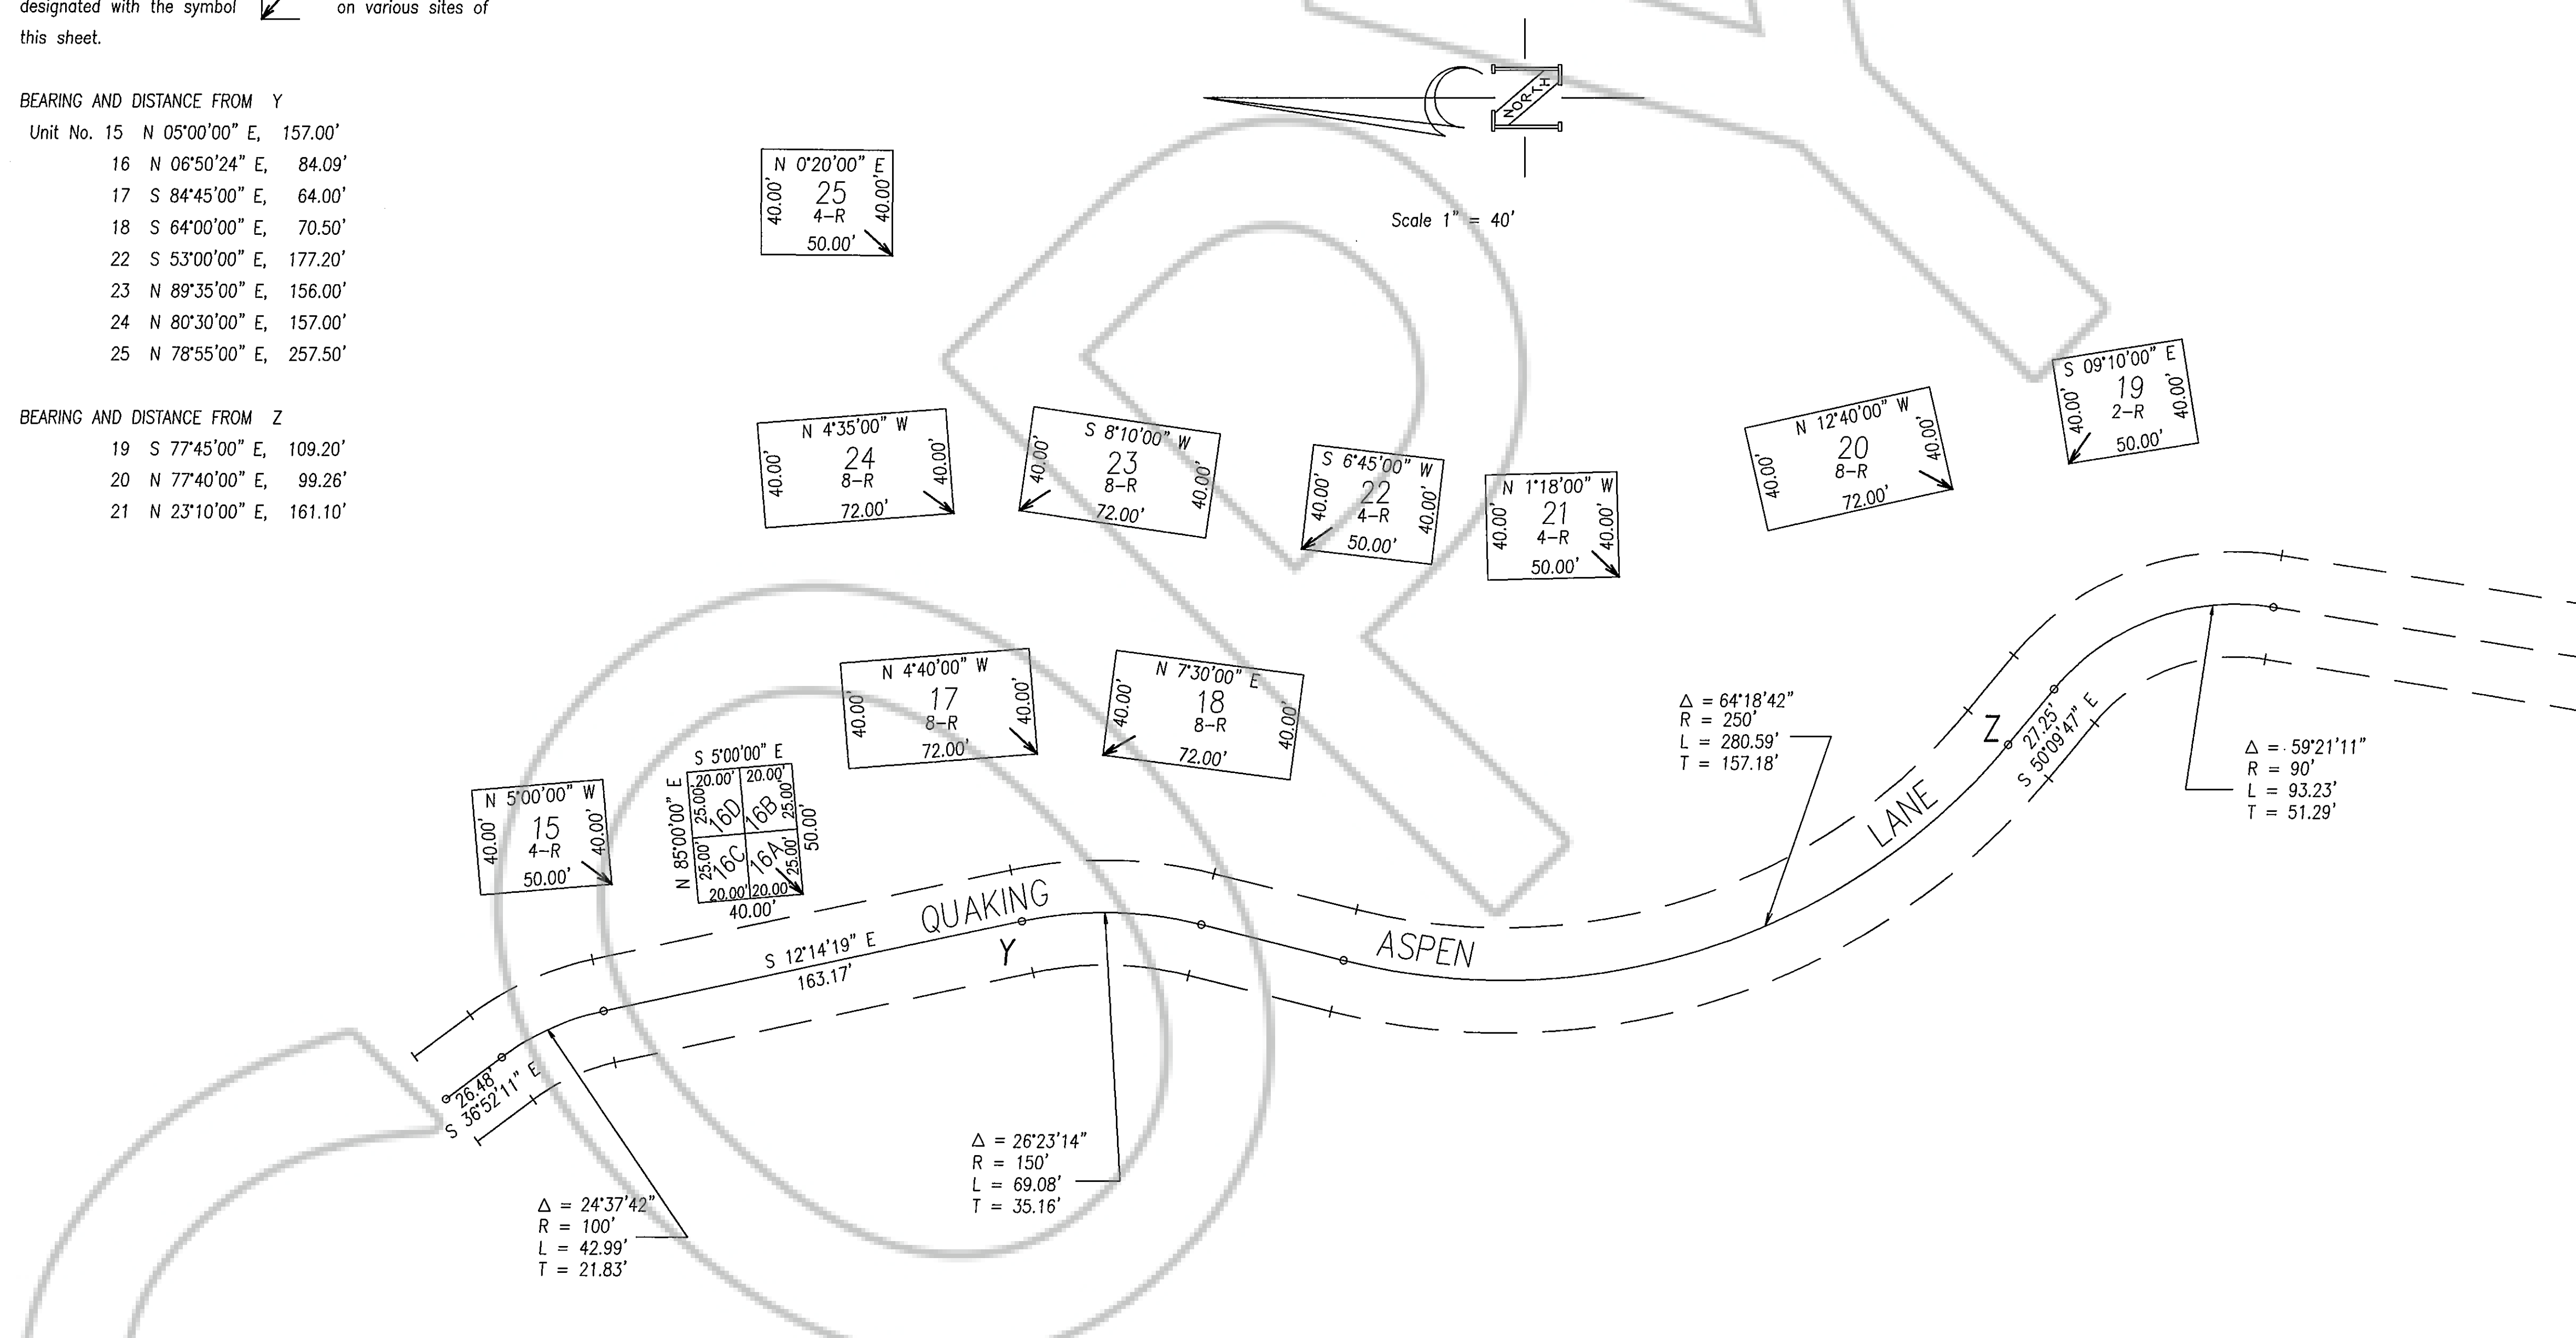 designated with the symbol on various sites of
this sheet.
BEARING AND DISTANCE FROM Y
Unit No. 15 N 05°00'00" E, 157.00'
16 N 06°50'24" E, 84.09'
17 S 84°45'00" E, 64.00'
18 S 64°00'00" E, 70.50'
22 S 53°00'00" E, 177.20'
23 N 89°35'00" E, 156.00'
24 N 80°30'00" E, 157.00'
25 N 78°55'00" E, 257.50'
BEARING AND DISTANCE FROM Z
19 S 77°45'00" E, 109.20'
20 N 77°40'00" E, 99.26'
21 N 23°10'00" E, 161.10'
NORTH
Scale 1" = 40'
N 0°20'00" E
40.00'
25
4-R
40.00'
50.00'
S 09°10'00" E
40.00'
19
2-R
40.00'
50.00'
N 4°35'00" W
40.00'
24
8-R
40.00'
72.00'
S 8°10'00" W
40.00'
23
8-R
40.00'
72.00'
S 6°45'00" W
40.00'
22
4-R
40.00'
50.00'
N 1°18'00" W
40.00'
21
4-R
40.00'
50.00'
N 12°40'00" W
40.00'
20
8-R
40.00'
72.00'
N 4°40'00" W
40.00'
17
8-R
40.00'
72.00'
N 7°30'00" E
40.00'
18
8-R
40.00'
72.00'
N 5°00'00" W
40.00'
15
4-R
40.00'
50.00'
S 5°00'00" E
N 85°00'00" E
20.00' 20.00'
25.00' 16D 16B 25.00'
50.00'
25.00' 16C 16A 25.00'
20.00' 20.00'
40.00'
Δ = 64°18'42"
R = 250'
L = 280.59'
T = 157.18'
Z
27.25'
S 50°09'47" E
Δ = 59°21'11"
R = 90'
L = 93.23'
T = 51.29'
QUAKING
ASPEN
LANE
Y
S 12°14'19" E
163.17'
26.48'
S 36°52'11" E
Δ = 26°23'14"
R = 150'
L = 69.08'
T = 35.16'
Δ = 24°37'42"
R = 100'
L = 42.99'
T = 21.83'